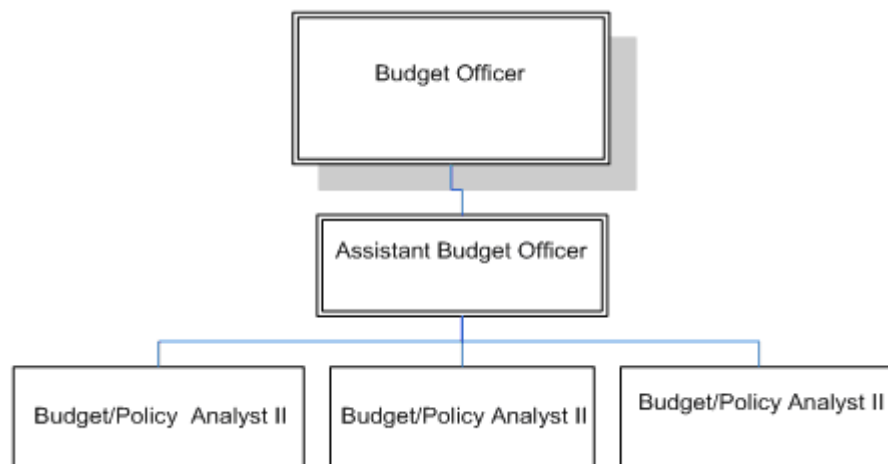 Budget Officer
Assistant Budget Officer
Budget/Policy Analyst II
Budget/Policy Analyst II
Budget/Policy Analyst II